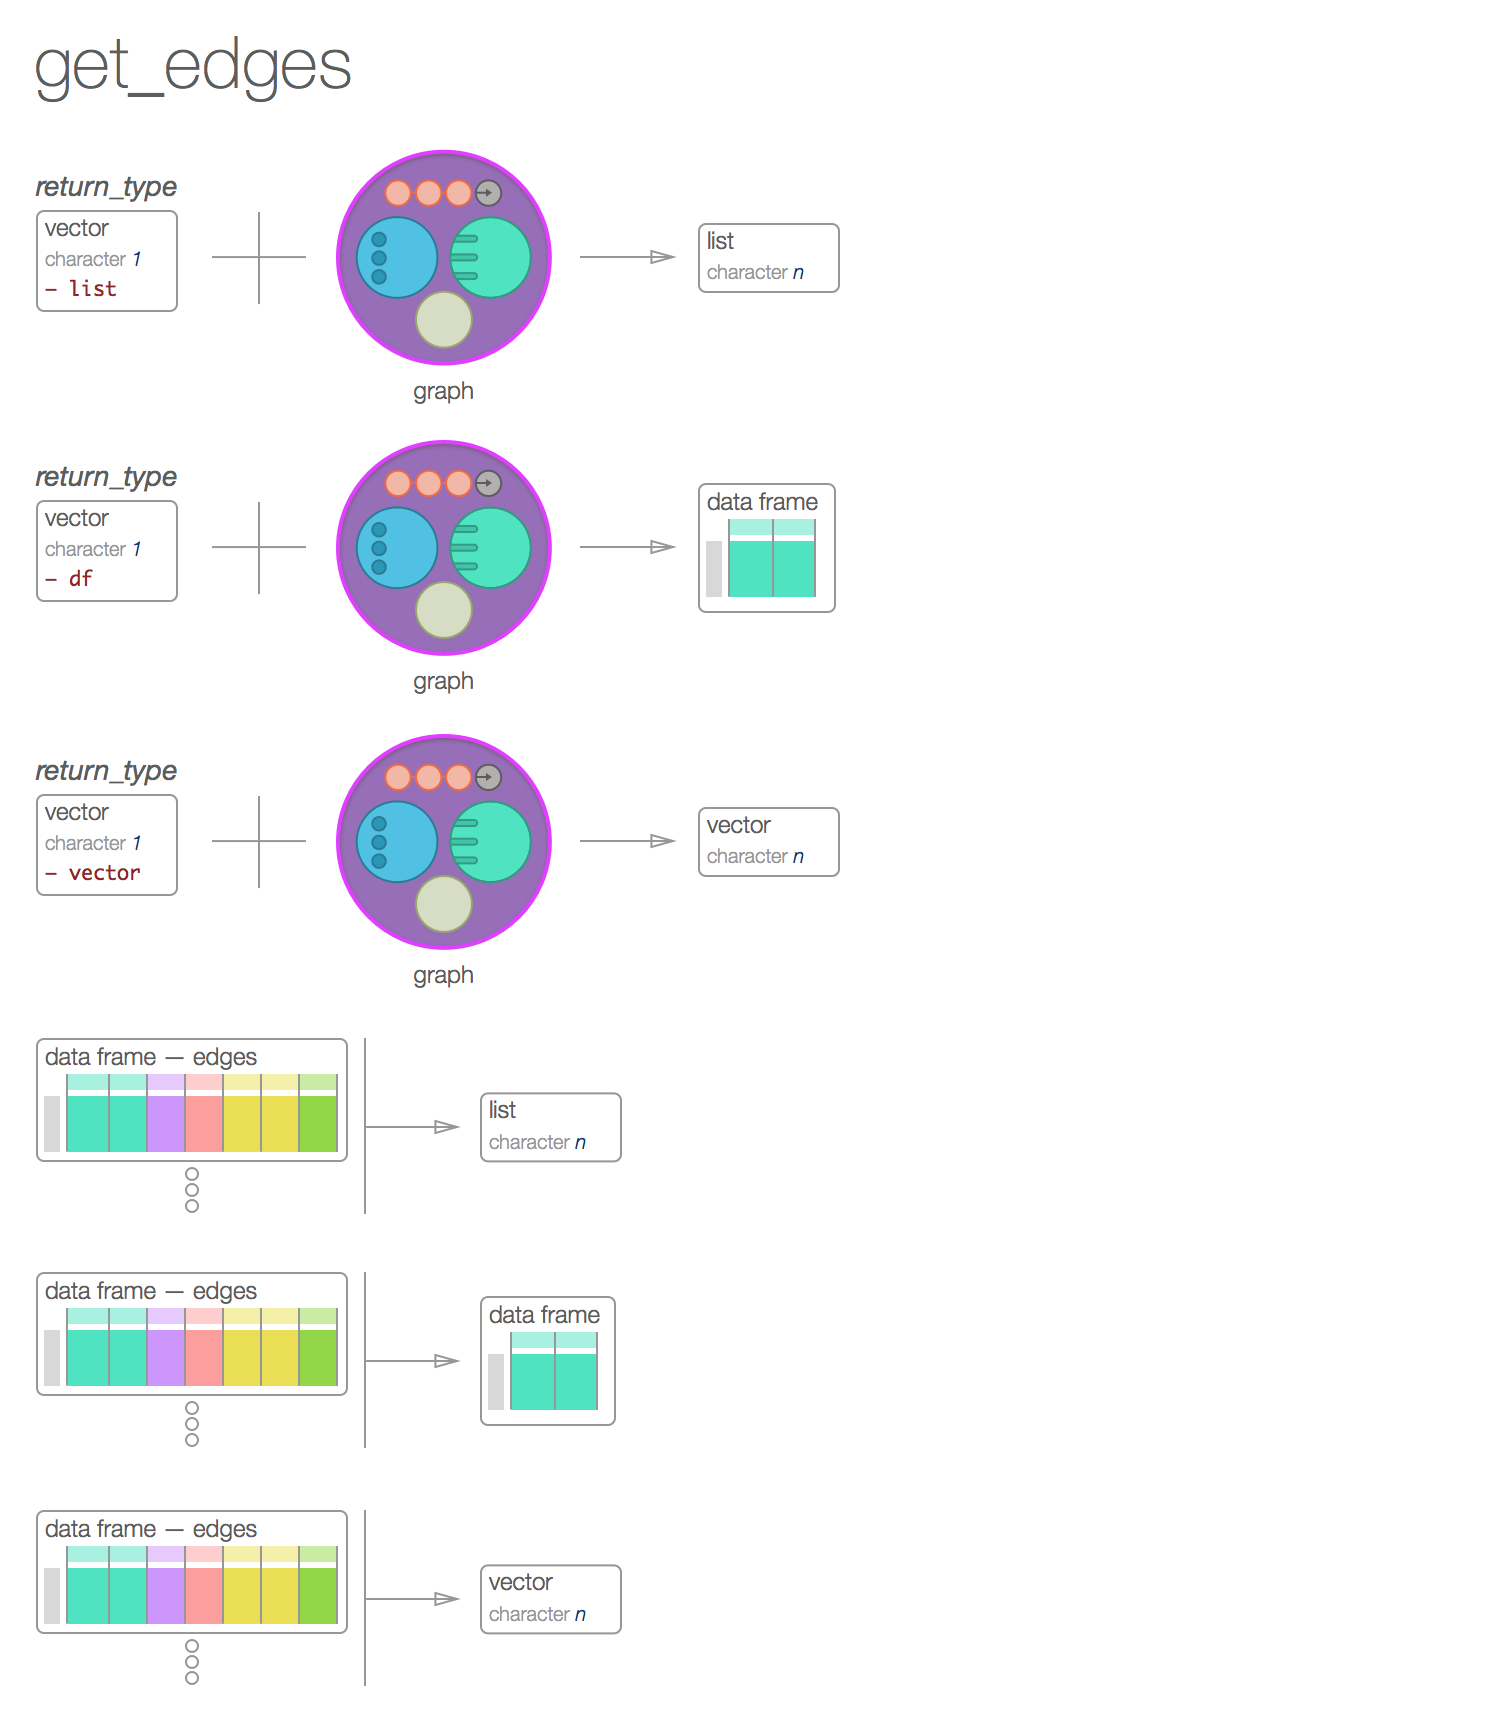 get_edges
return_type
vector
character 1
– list
graph
list
character n
return_type
vector
character 1
– df
graph
data frame
return_type
vector
character 1
– vector
graph
vector
character n
data frame — edges
list
character n
data frame — edges
data frame
data frame — edges
vector
character n